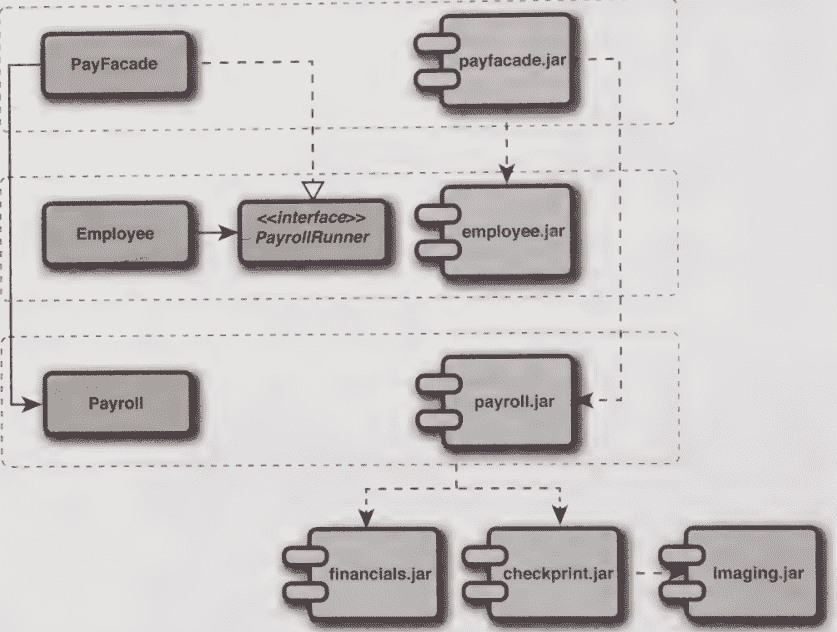 PayFacade
payfacade.jar
Employee
<<interface>>
PayrollRunner
employee.jar
Payroll
payroll.jar
financials.jar
checkprint.jar
Imaging.jar